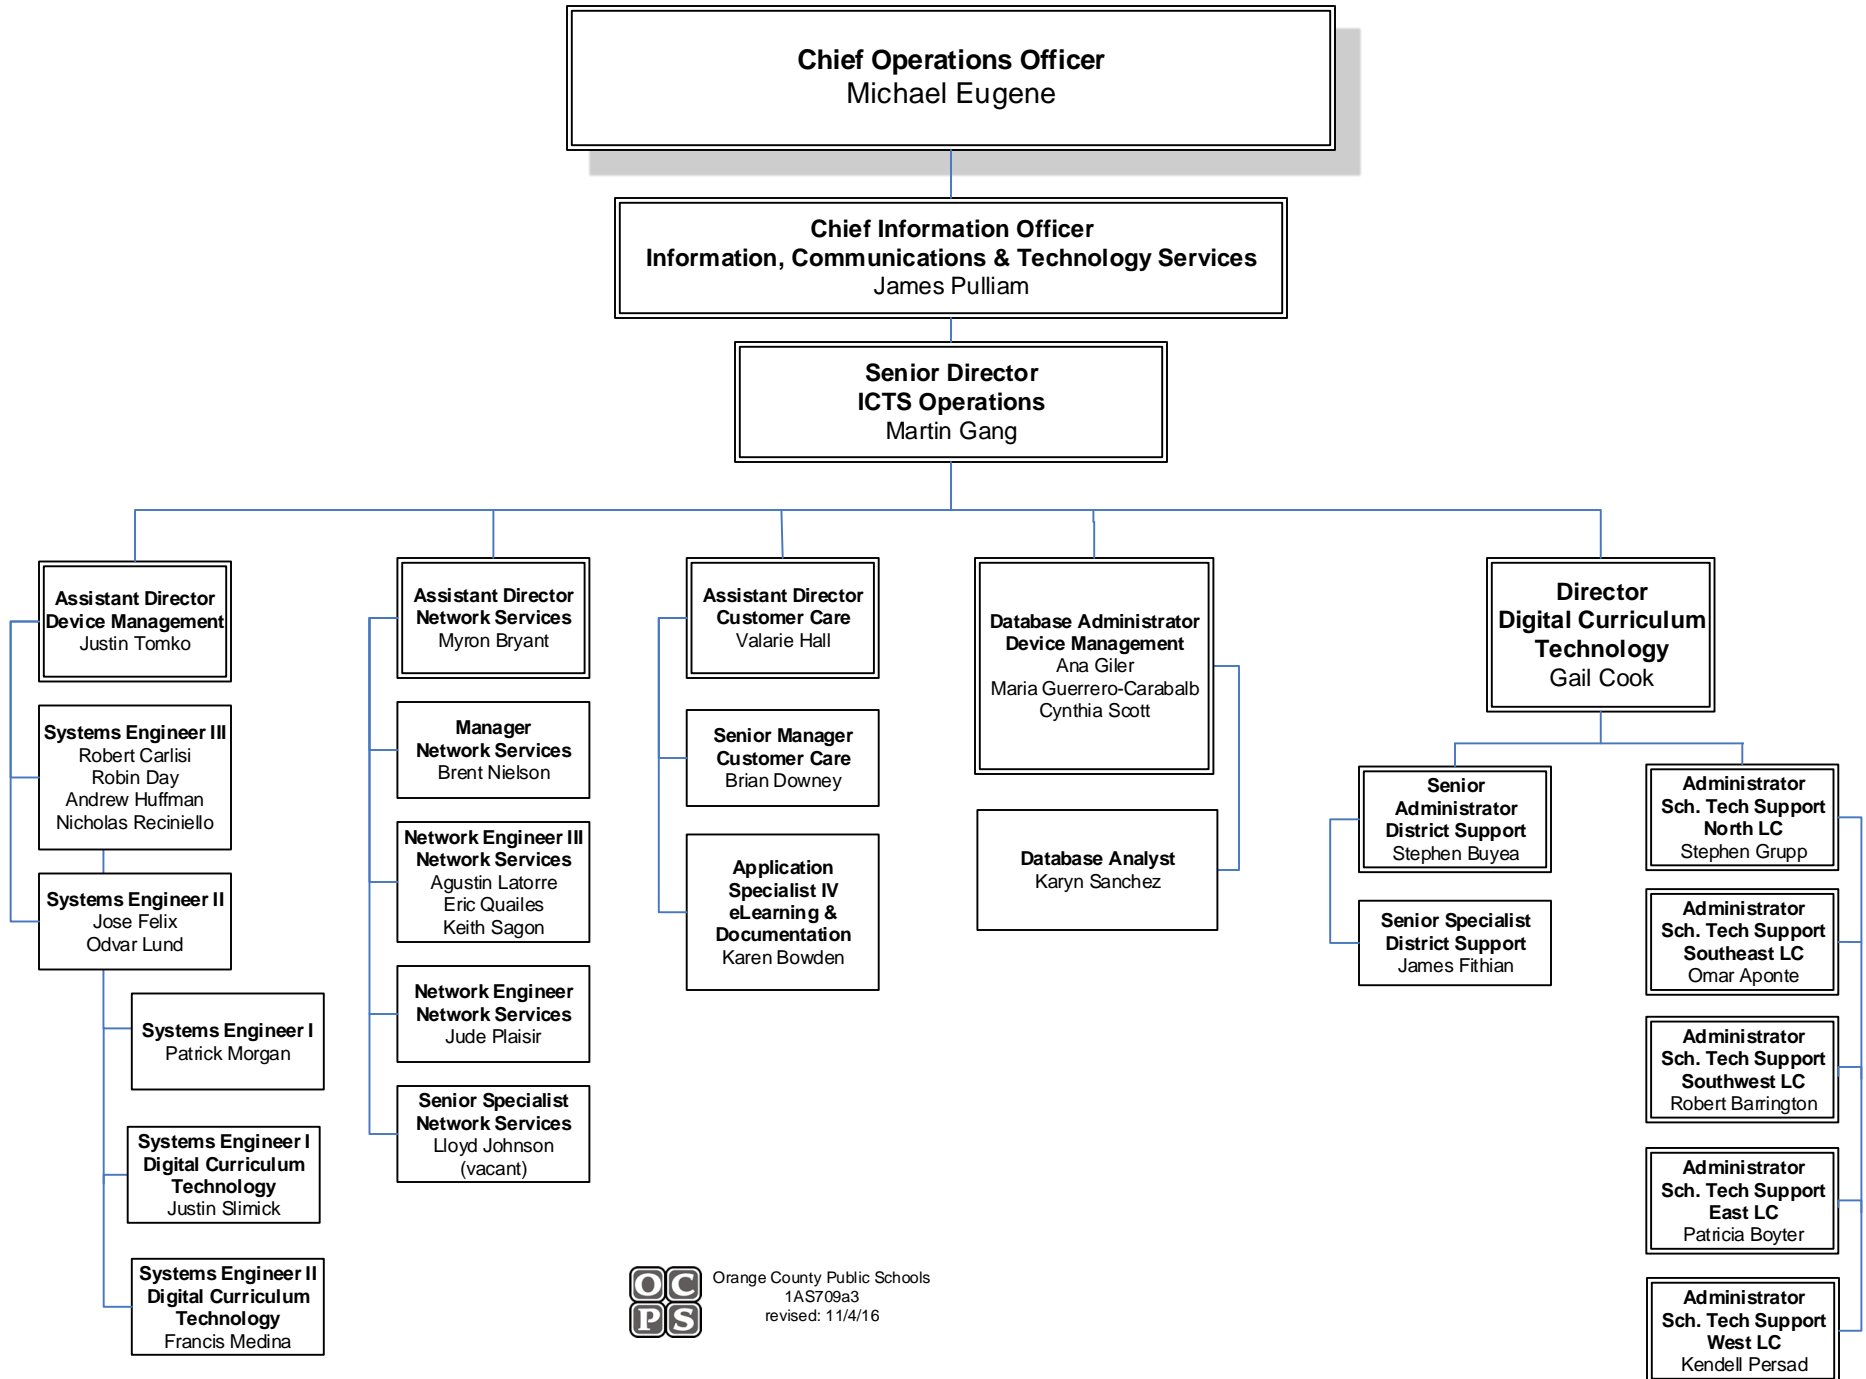 Chief Operations Officer
Michael Eugene
Chief Information Officer
Information, Communications & Technology Services
James Pulliam
Senior Director
ICTS Operations
Martin Gang
Assistant Director
Device Management
Justin Tomko
Systems Engineer III
Robert Carlisi
Robin Day
Andrew Huffman
Nicholas Reciniello
Systems Engineer II
Jose Felix
Odvar Lund
Systems Engineer I
Patrick Morgan
Systems Engineer I
Digital Curriculum
Technology
Justin Slimick
Systems Engineer II
Digital Curriculum
Technology
Francis Medina
Assistant Director
Network Services
Myron Bryant
Manager
Network Services
Brent Nielson
Network Engineer III
Network Services
Agustin Latorre
Eric Quailes
Keith Sagon
Network Engineer
Network Services
Jude Plaisir
Senior Specialist
Network Services
Lloyd Johnson
(vacant)
Assistant Director
Customer Care
Valarie Hall
Senior Manager
Customer Care
Brian Downey
Application
Specialist IV
eLearning &
Documentation
Karen Bowden
Database Administrator
Device Management
Ana Giler
Maria Guerrero-Carabalb
Cynthia Scott
Database Analyst
Karyn Sanchez
Director
Digital Curriculum
Technology
Gail Cook
Senior
Administrator
District Support
Stephen Buyea
Senior Specialist
District Support
James Fithian
Administrator
Sch. Tech Support
North LC
Stephen Grupp
Administrator
Sch. Tech Support
Southeast LC
Omar Aponte
Administrator
Sch. Tech Support
Southwest LC
Robert Barrington
Administrator
Sch. Tech Support
East LC
Patricia Boyter
Administrator
Sch. Tech Support
West LC
Kendell Persad
OC
PS
Orange County Public Schools
1AS709a3
revised: 11/4/16